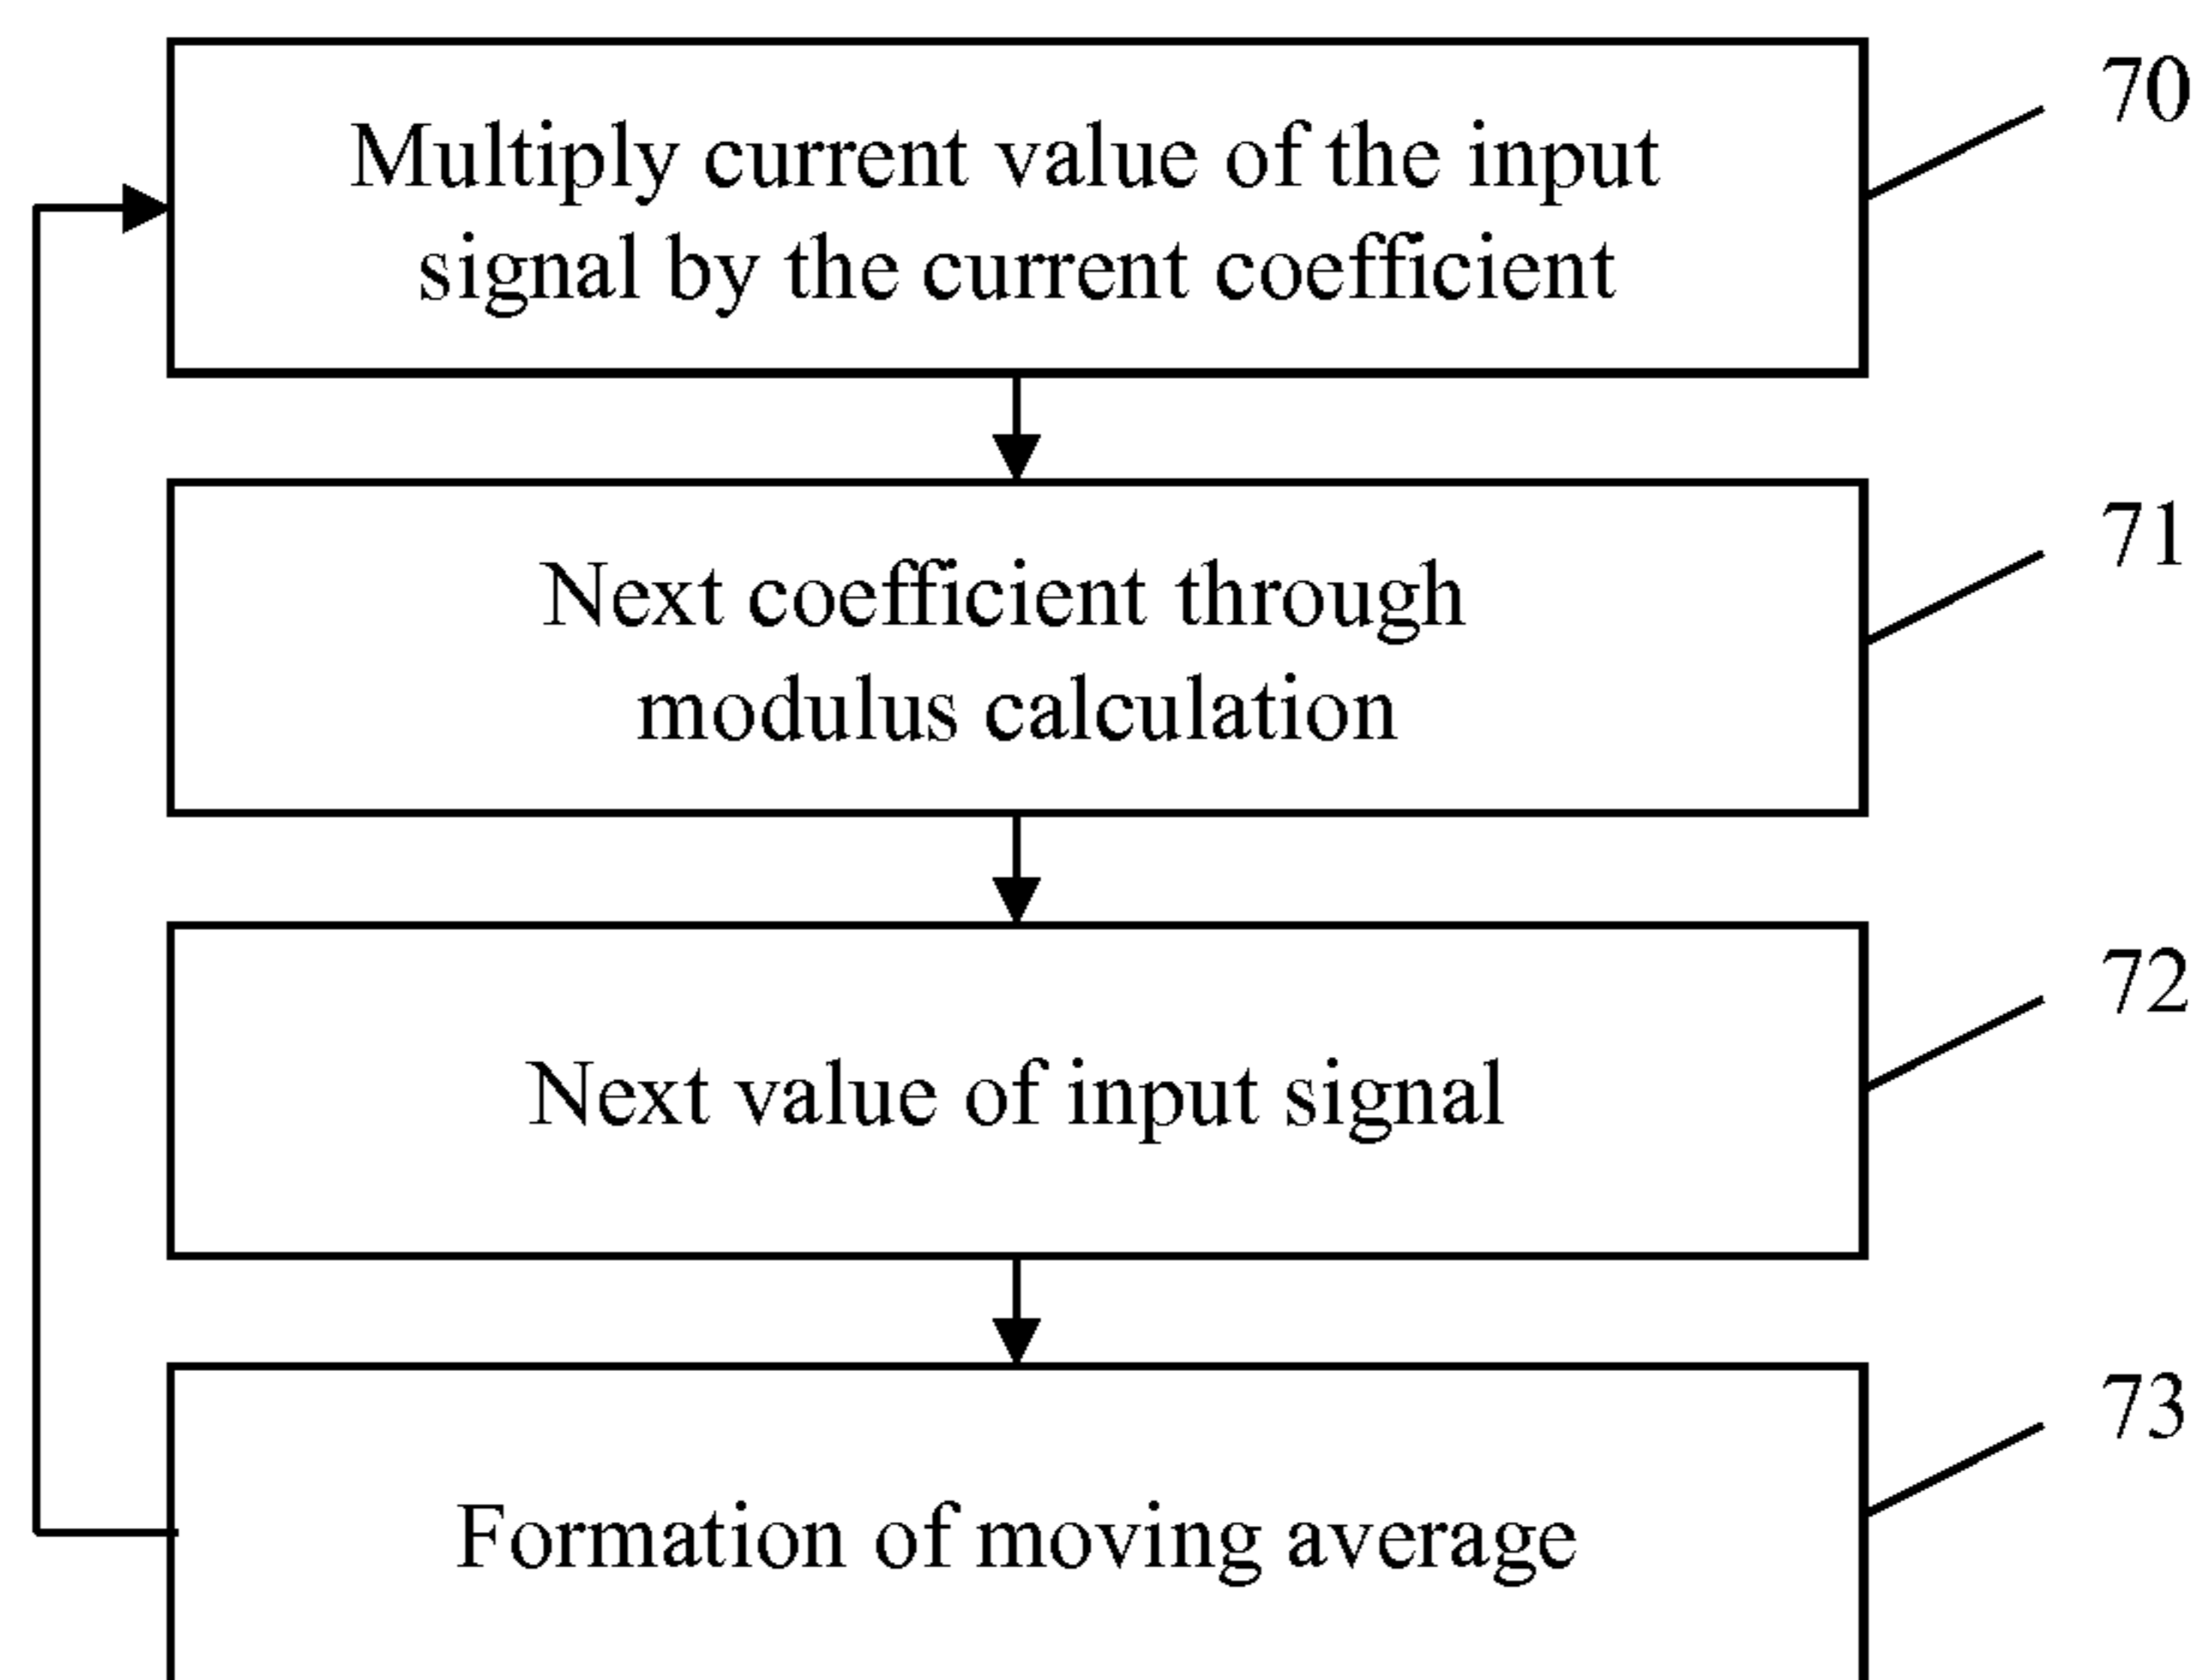 Multiply current value of the input
signal by the current coefficient
70
Next coefficient through
modulus calculation
71
Next value of input signal
72
Formation of moving average
73